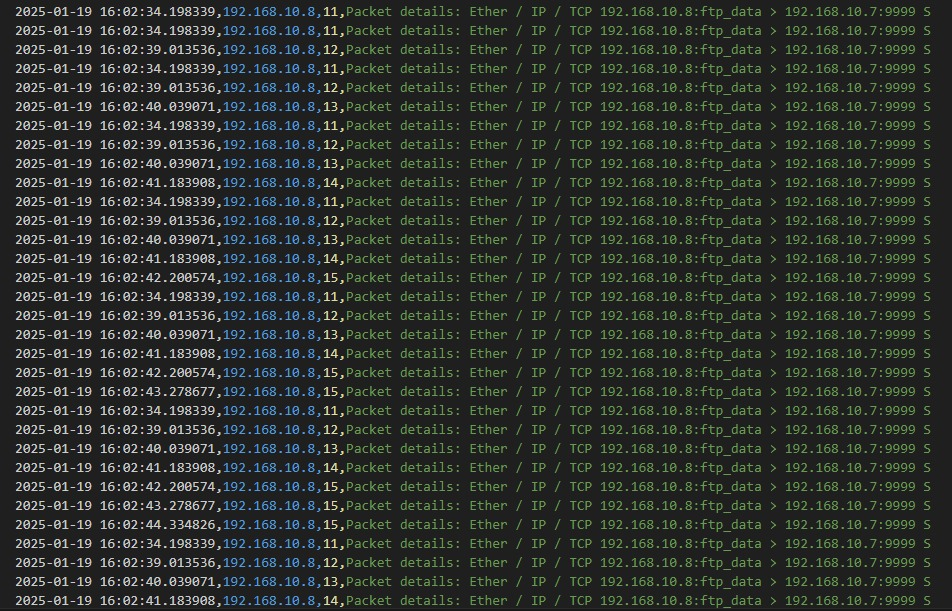 2025-01-19 16:02:34.198339,192.168.10.8,11,Packet details: Ether / IP / TCP 192.168.10.8:ftp_data > 192.168.10.7:9999 S
2025-01-19 16:02:34.198339,192.168.10.8,11,Packet details: Ether / IP / TCP 192.168.10.8:ftp_data > 192.168.10.7:9999 S
2025-01-19 16:02:39.013536,192.168.10.8,12,Packet details: Ether / IP / TCP 192.168.10.8:ftp_data > 192.168.10.7:9999 S
2025-01-19 16:02:34.198339,192.168.10.8,11,Packet details: Ether / IP / TCP 192.168.10.8:ftp_data > 192.168.10.7:9999 S
2025-01-19 16:02:39.013536,192.168.10.8,12,Packet details: Ether / IP / TCP 192.168.10.8:ftp_data > 192.168.10.7:9999 S
2025-01-19 16:02:40.039071,192.168.10.8,13,Packet details: Ether / IP / TCP 192.168.10.8:ftp_data > 192.168.10.7:9999 S
2025-01-19 16:02:34.198339,192.168.10.8,11,Packet details: Ether / IP / TCP 192.168.10.8:ftp_data > 192.168.10.7:9999 S
2025-01-19 16:02:39.013536,192.168.10.8,12,Packet details: Ether / IP / TCP 192.168.10.8:ftp_data > 192.168.10.7:9999 S
2025-01-19 16:02:40.039071,192.168.10.8,13,Packet details: Ether / IP / TCP 192.168.10.8:ftp_data > 192.168.10.7:9999 S
2025-01-19 16:02:41.183908,192.168.10.8,14,Packet details: Ether / IP / TCP 192.168.10.8:ftp_data > 192.168.10.7:9999 S
2025-01-19 16:02:34.198339,192.168.10.8,11,Packet details: Ether / IP / TCP 192.168.10.8:ftp_data > 192.168.10.7:9999 S
2025-01-19 16:02:39.013536,192.168.10.8,12,Packet details: Ether / IP / TCP 192.168.10.8:ftp_data > 192.168.10.7:9999 S
2025-01-19 16:02:40.039071,192.168.10.8,13,Packet details: Ether / IP / TCP 192.168.10.8:ftp_data > 192.168.10.7:9999 S
2025-01-19 16:02:41.183908,192.168.10.8,14,Packet details: Ether / IP / TCP 192.168.10.8:ftp_data > 192.168.10.7:9999 S
2025-01-19 16:02:42.200574,192.168.10.8,15,Packet details: Ether / IP / TCP 192.168.10.8:ftp_data > 192.168.10.7:9999 S
2025-01-19 16:02:34.198339,192.168.10.8,11,Packet details: Ether / IP / TCP 192.168.10.8:ftp_data > 192.168.10.7:9999 S
2025-01-19 16:02:39.013536,192.168.10.8,12,Packet details: Ether / IP / TCP 192.168.10.8:ftp_data > 192.168.10.7:9999 S
2025-01-19 16:02:40.039071,192.168.10.8,13,Packet details: Ether / IP / TCP 192.168.10.8:ftp_data > 192.168.10.7:9999 S
2025-01-19 16:02:41.183908,192.168.10.8,14,Packet details: Ether / IP / TCP 192.168.10.8:ftp_data > 192.168.10.7:9999 S
2025-01-19 16:02:42.200574,192.168.10.8,15,Packet details: Ether / IP / TCP 192.168.10.8:ftp_data > 192.168.10.7:9999 S
2025-01-19 16:02:43.278677,192.168.10.8,15,Packet details: Ether / IP / TCP 192.168.10.8:ftp_data > 192.168.10.7:9999 S
2025-01-19 16:02:34.198339,192.168.10.8,11,Packet details: Ether / IP / TCP 192.168.10.8:ftp_data > 192.168.10.7:9999 S
2025-01-19 16:02:39.013536,192.168.10.8,12,Packet details: Ether / IP / TCP 192.168.10.8:ftp_data > 192.168.10.7:9999 S
2025-01-19 16:02:40.039071,192.168.10.8,13,Packet details: Ether / IP / TCP 192.168.10.8:ftp_data > 192.168.10.7:9999 S
2025-01-19 16:02:41.183908,192.168.10.8,14,Packet details: Ether / IP / TCP 192.168.10.8:ftp_data > 192.168.10.7:9999 S
2025-01-19 16:02:42.200574,192.168.10.8,15,Packet details: Ether / IP / TCP 192.168.10.8:ftp_data > 192.168.10.7:9999 S
2025-01-19 16:02:43.278677,192.168.10.8,15,Packet details: Ether / IP / TCP 192.168.10.8:ftp_data > 192.168.10.7:9999 S
2025-01-19 16:02:44.334826,192.168.10.8,15,Packet details: Ether / IP / TCP 192.168.10.8:ftp_data > 192.168.10.7:9999 S
2025-01-19 16:02:34.198339,192.168.10.8,11,Packet details: Ether / IP / TCP 192.168.10.8:ftp_data > 192.168.10.7:9999 S
2025-01-19 16:02:39.013536,192.168.10.8,12,Packet details: Ether / IP / TCP 192.168.10.8:ftp_data > 192.168.10.7:9999 S
2025-01-19 16:02:40.039071,192.168.10.8,13,Packet details: Ether / IP / TCP 192.168.10.8:ftp_data > 192.168.10.7:9999 S
2025-01-19 16:02:41.183908,192.168.10.8,14,Packet details: Ether / IP / TCP 192.168.10.8:ftp_data > 192.168.10.7:9999 S